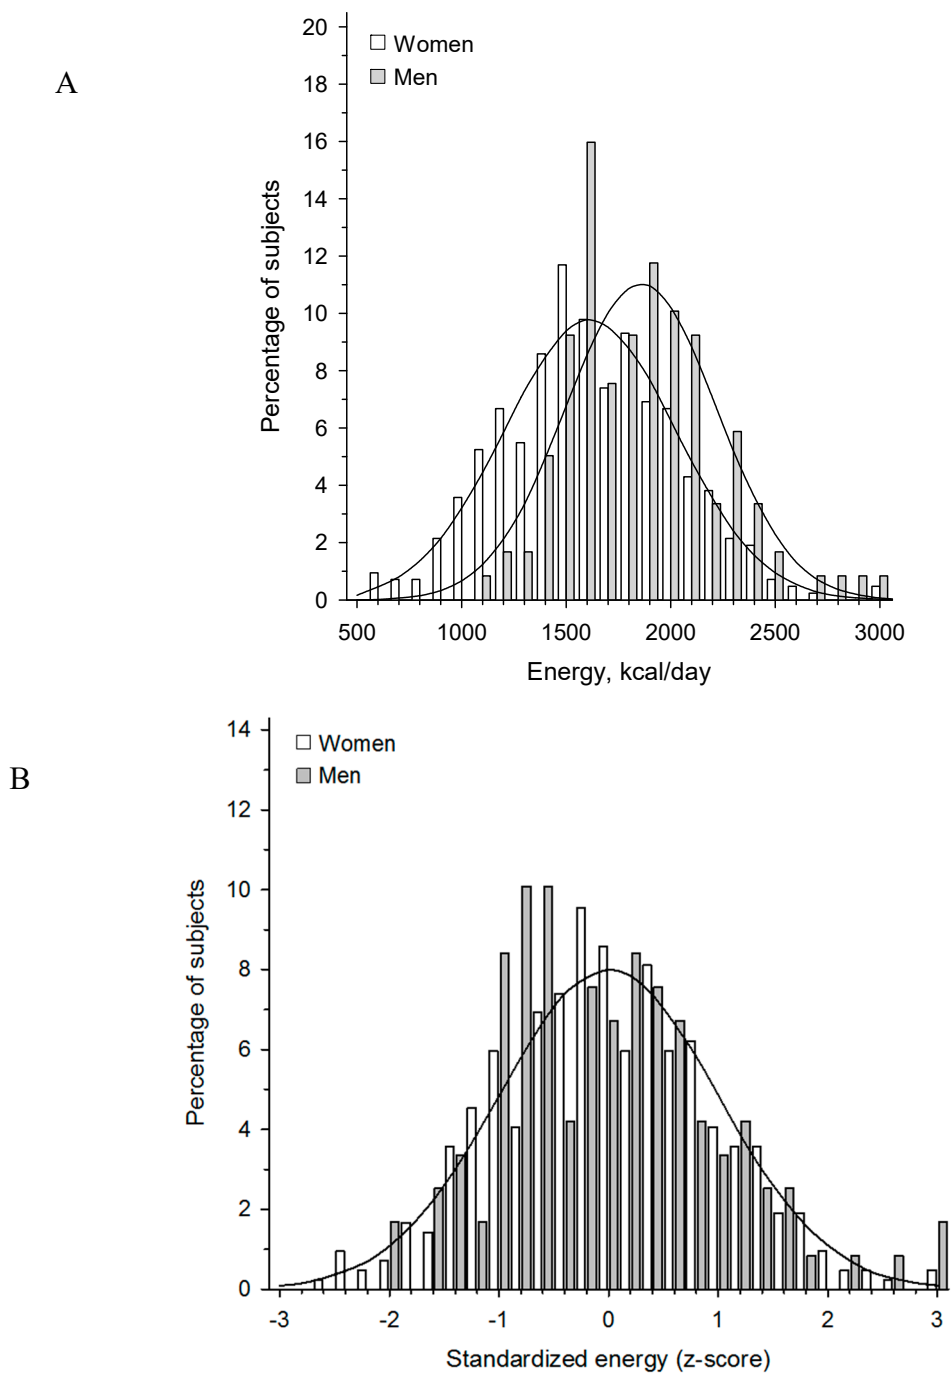 A
Percentage of subjects
20
18
16
14
12
10
8
6
4
2
0
Women
Men
500 1000 1500 2000 2500 3000
Energy, kcal/day
B
Percentage of subjects
14
12
10
8
6
4
2
0
Women
Men
-3 -2 -1 0 1 2 3
Standardized energy (z-score)